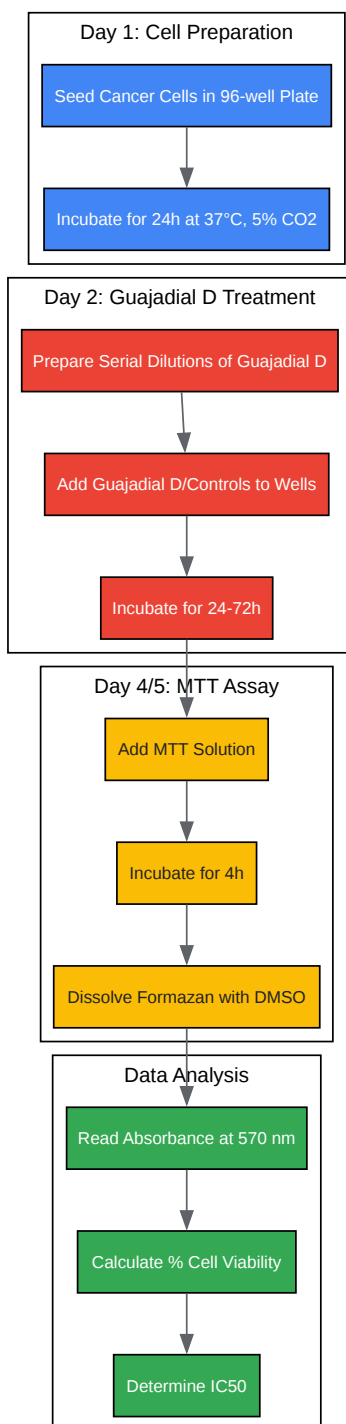 Day 1: Cell Preparation
Seed Cancer Cells in 96-well Plate
Incubate for 24h at 37°C, 5% CO2
Day 2: Guajadial D Treatment
Prepare Serial Dilutions of Guajadial D
Add Guajadial D/Controls to Wells
Incubate for 24-72h
Day 4/5: MTT Assay
Add MTT Solution
Incubate for 4h
Dissolve Formazan with DMSO
Data Analysis
Read Absorbance at 570 nm
Calculate % Cell Viability
Determine IC50